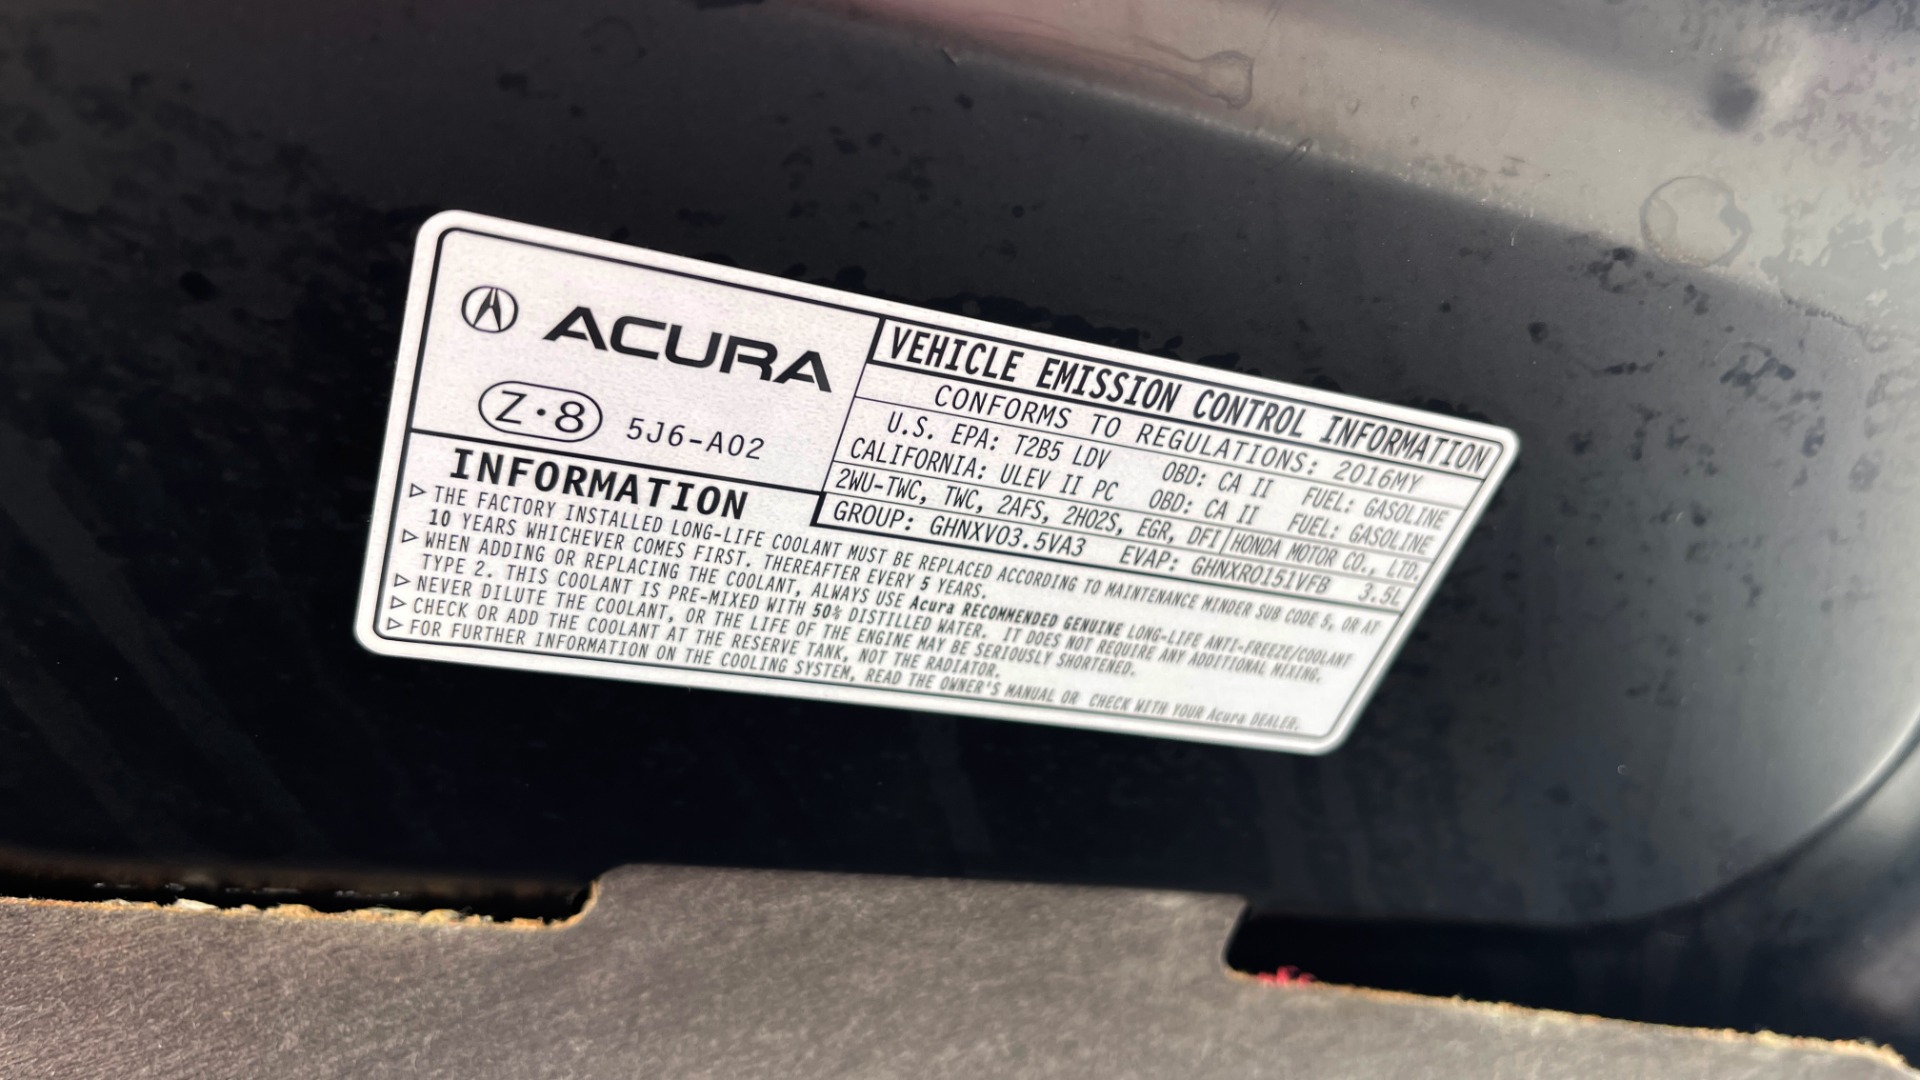 ACURA
Z·8 5J6-A02
VEHICLE EMISSION CONTROL INFORMATION
CONFORMS TO REGULATIONS: 2016MY
U.S. EPA: T2B5 LDV OBD: CA II FUEL: GASOLINE
CALIFORNIA: ULEV II PC OBD: CA II FUEL: GASOLINE
2WU-TWC, TWC, 2AFS, 2HO2S, EGR, DFI HONDA MOTOR CO., LTD.
GROUP: GHNXV03.5VA3 EVAP: GHNXR0151VFB 3.5L
INFORMATION
▷ THE FACTORY INSTALLED LONG-LIFE COOLANT MUST BE REPLACED ACCORDING TO MAINTENANCE MINDER SUB CODE 5, OR AT
10 YEARS WHICHEVER COMES FIRST. THEREAFTER EVERY 5 YEARS.
▷ WHEN ADDING OR REPLACING THE COOLANT, ALWAYS USE Acura RECOMMENDED GENUINE LONG-LIFE ANTI-FREEZE/COOLANT
TYPE 2. THIS COOLANT IS PRE-MIXED WITH 50% DISTILLED WATER. IT DOES NOT REQUIRE ANY ADDITIONAL MIXING.
▷ NEVER DILUTE THE COOLANT, OR THE LIFE OF THE ENGINE MAY BE SERIOUSLY SHORTENED.
▷ CHECK OR ADD THE COOLANT AT THE RESERVE TANK, NOT THE RADIATOR.
▷ FOR FURTHER INFORMATION ON THE COOLING SYSTEM, READ THE OWNER'S MANUAL OR CHECK WITH YOUR Acura DEALER.